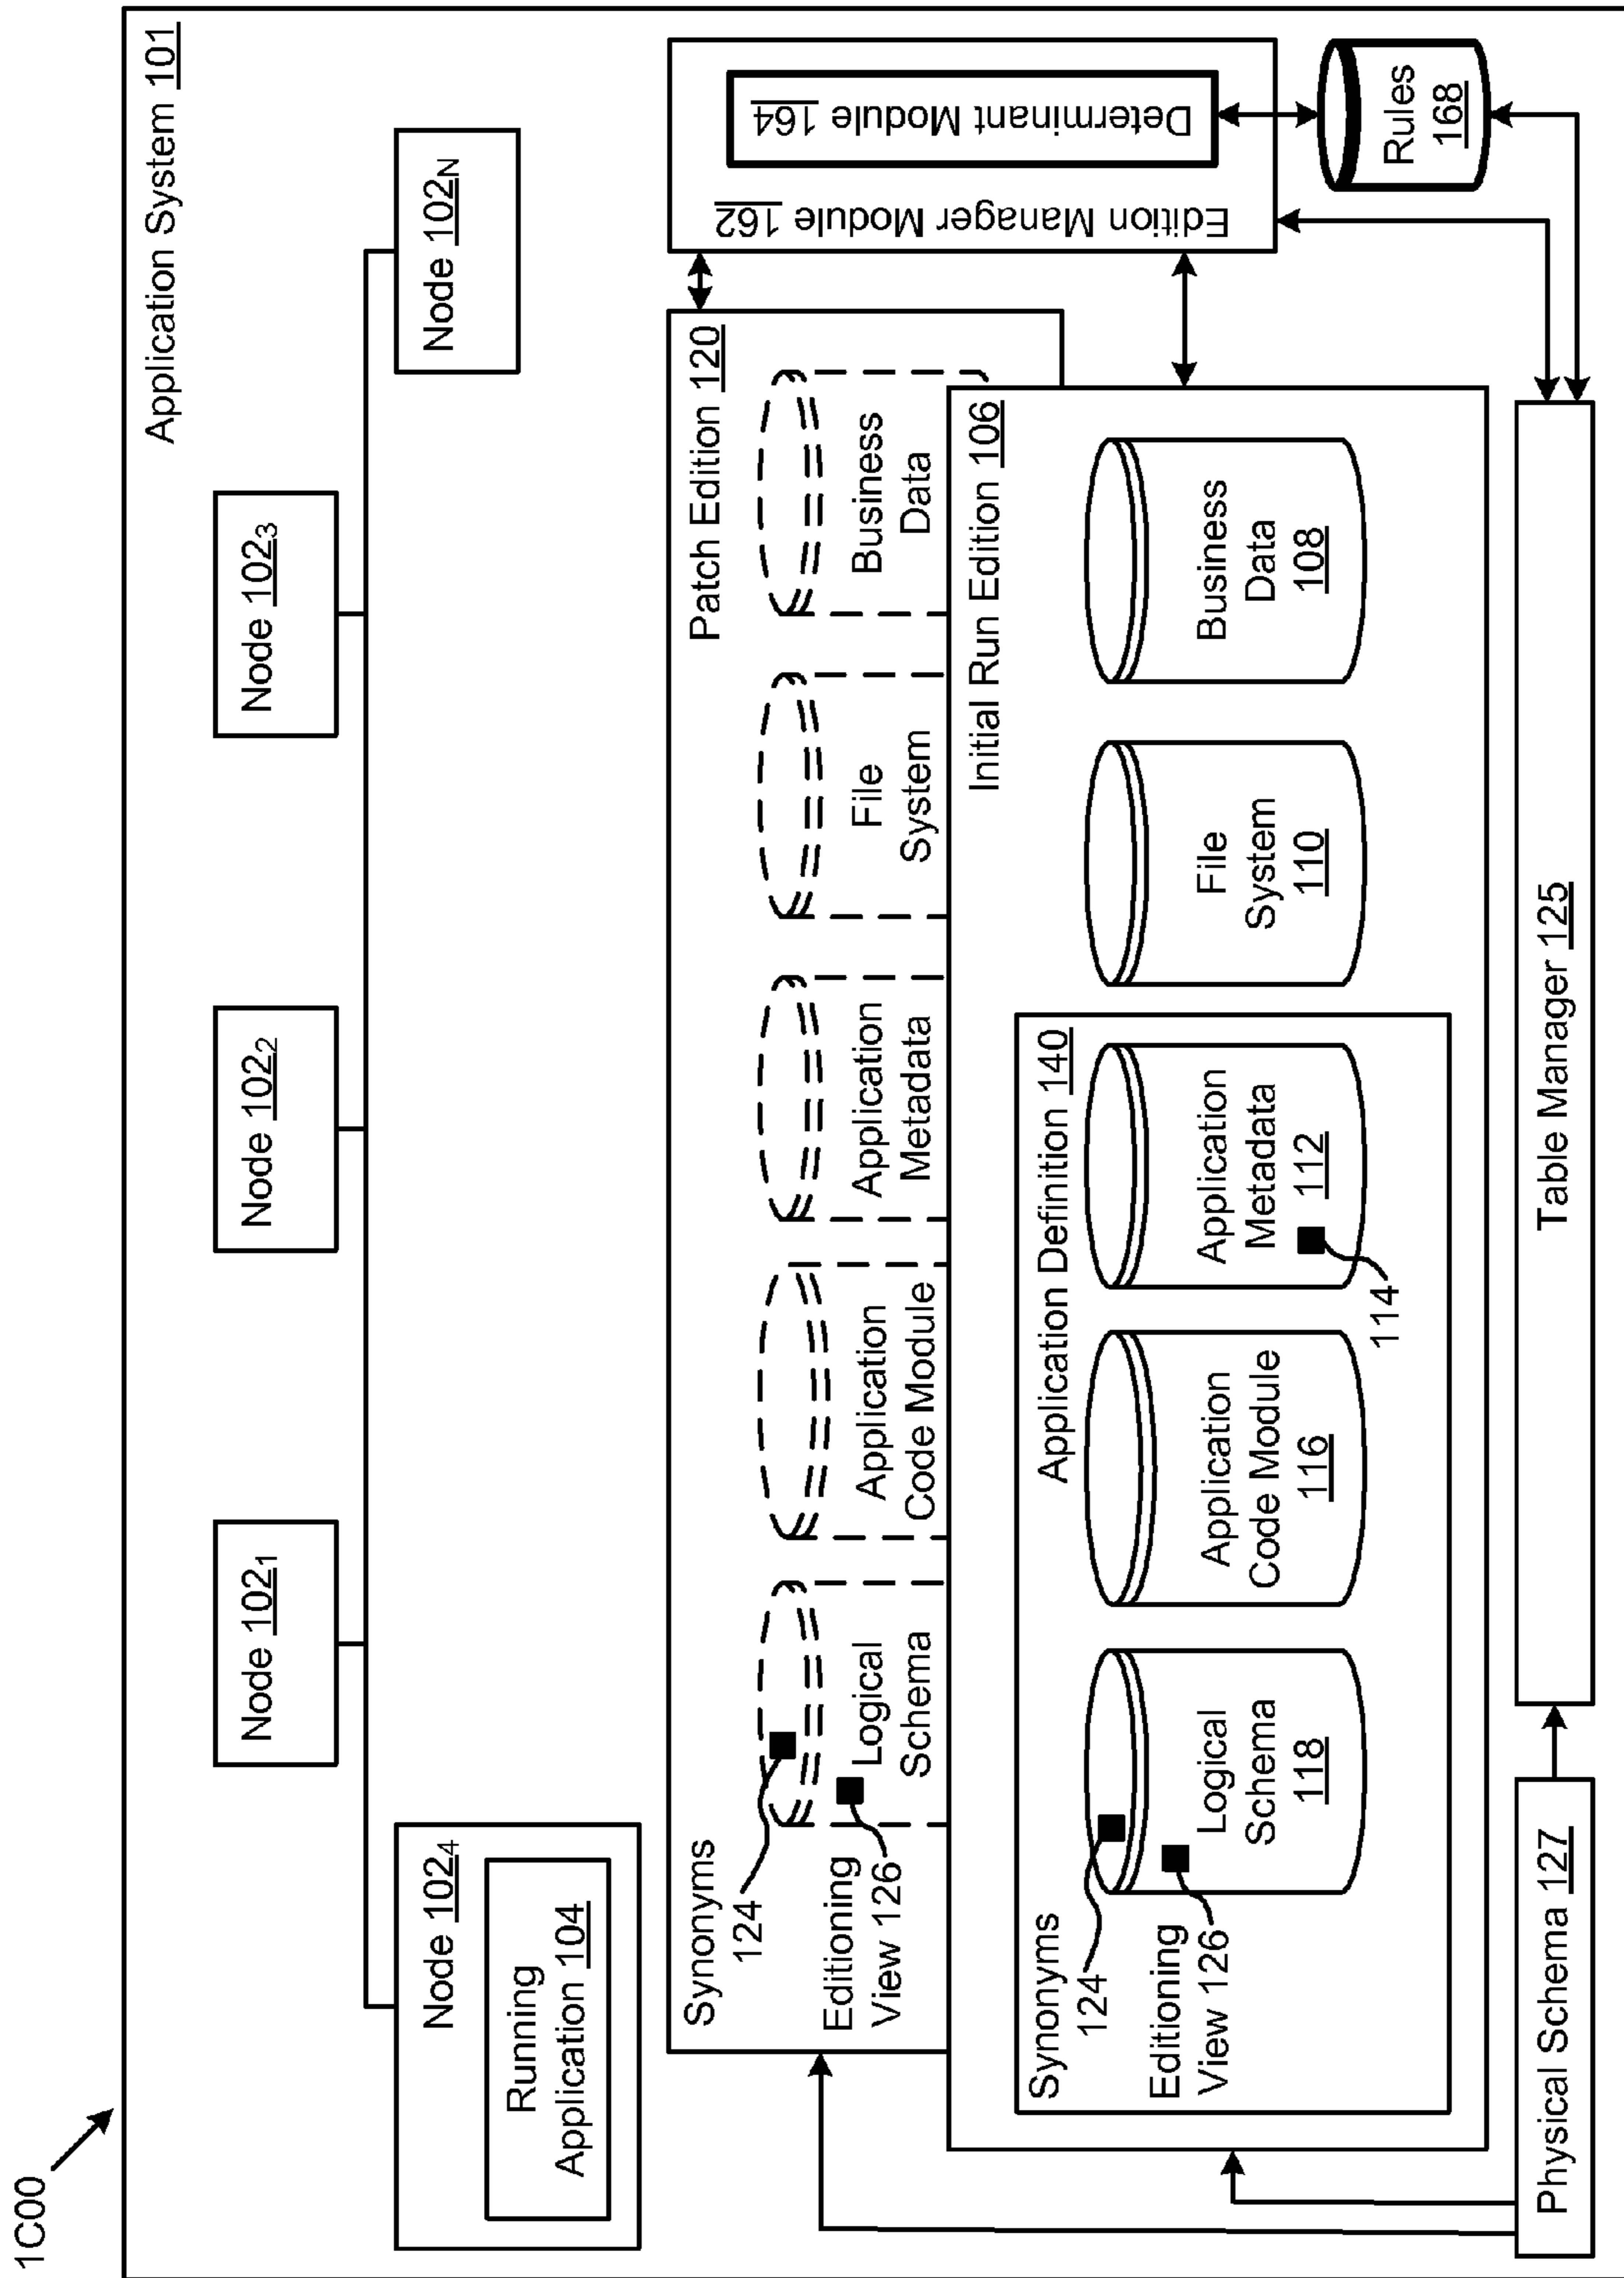 1C00
Application System 101
Node 102₁
Node 102₂
Node 102₃
Node 102₄
Running
Application 104
Node 102N
Patch Edition 120
Synonyms
124
Editioning
View 126
Logical
Schema
Application
Code Module
Application
Metadata
File
System
Business
Data
Edition Manager Module 162
Determinant Module 164
Rules
168
Initial Run Edition 106
Application Definition 140
Synonyms
124
Editioning
View 126
Logical
Schema
118
Application
Code Module
116
Application
Metadata
112
114
File
System
110
Business
Data
108
Physical Schema 127
Table Manager 125